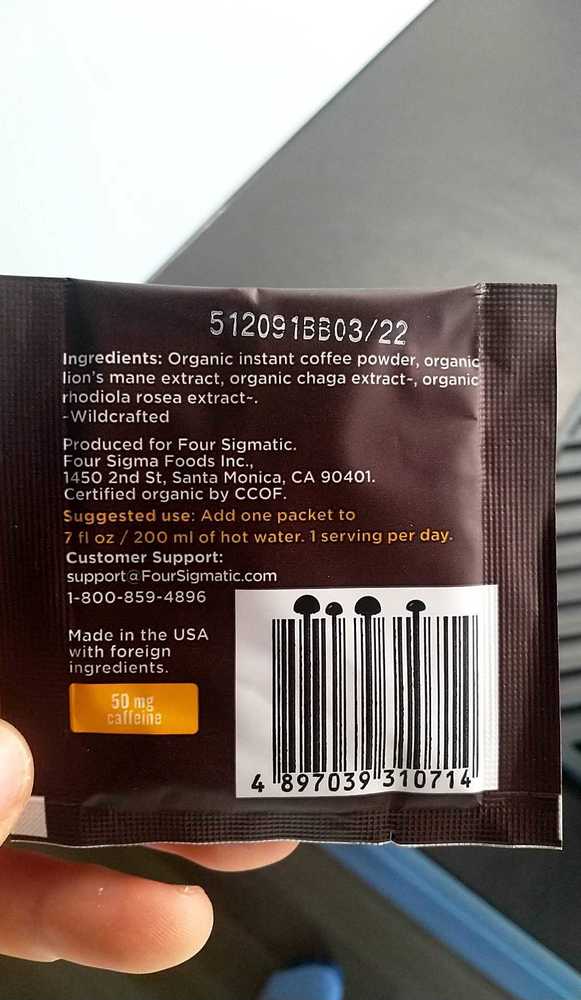 512091BB03/22
Ingredients: Organic instant coffee powder, organic
lion's mane extract, organic chaga extract~, organic
rhodiola rosea extract~.
~Wildcrafted
Produced for Four Sigmatic.
Four Sigma Foods Inc.,
1450 2nd St, Santa Monica, CA 90401.
Certified organic by CCOF.
Suggested use: Add one packet to
7 fl oz / 200 ml of hot water. 1 serving per day.
Customer Support:
support@FourSigmatic.com
1-800-859-4896
Made in the USA
with foreign
ingredients.
50 mg
caffeine
4 897039 310714